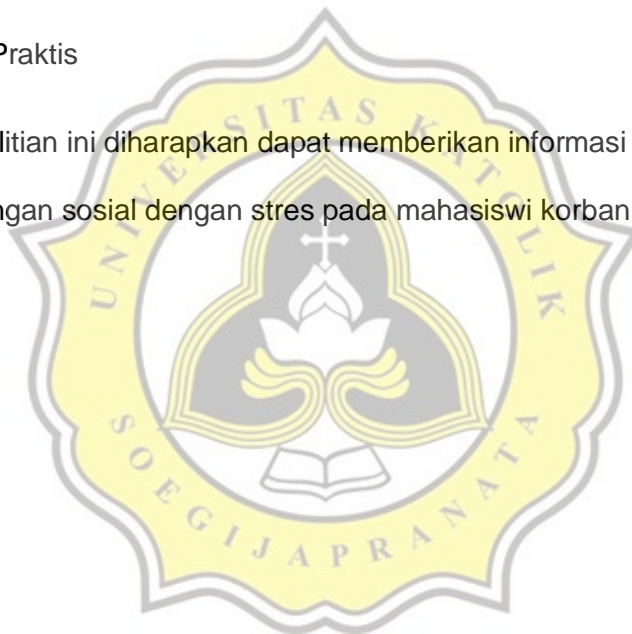 Praktis
litian ini diharapkan dapat memberikan informasi
ngan sosial dengan stres pada mahasiswi korban
UNIVERSITAS KATOLIK
SOEGIJAPRANATA